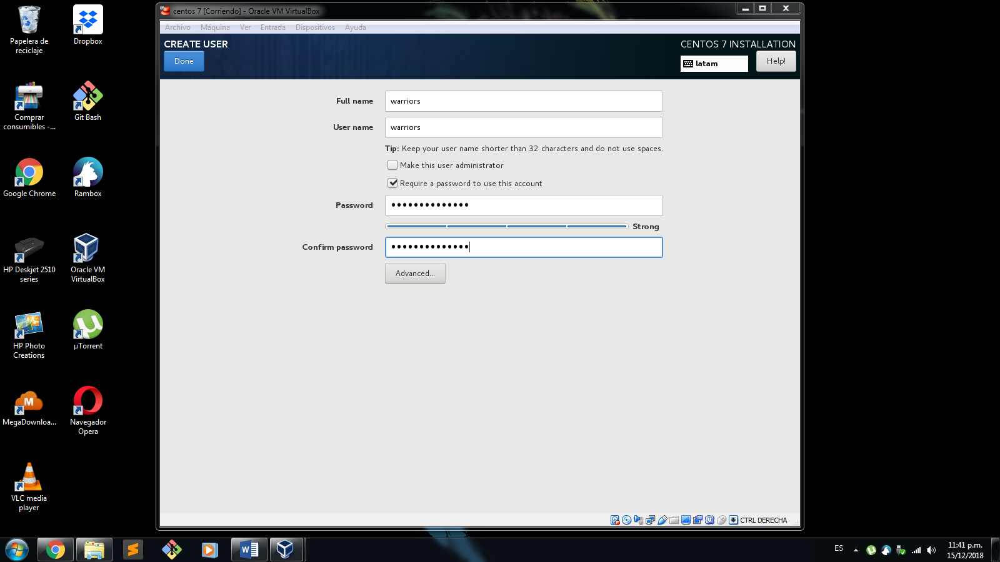 centos 7 [Corriendo] - Oracle VM VirtualBox
Archivo Máquina Ver Entrada Dispositivos Ayuda
CREATE USER
CENTOS 7 INSTALLATION
Done
latam
Help!
Full name
warriors
User name
warriors
Tip: Keep your user name shorter than 32 characters and do not use spaces.
Make this user administrator
Require a password to use this account
Password
••••••••••••••
Strong
Confirm password
••••••••••••••
Advanced...
CTRL DERECHA
Papelera de
reciclaje
Dropbox
Comprar
consumibles -...
Git Bash
Google Chrome
Rambox
HP Deskjet 2510
series
Oracle VM
VirtualBox
HP Photo
Creations
µTorrent
MegaDownloa...
Navegador
Opera
VLC media
player
ES
11:41 p.m.
15/12/2018